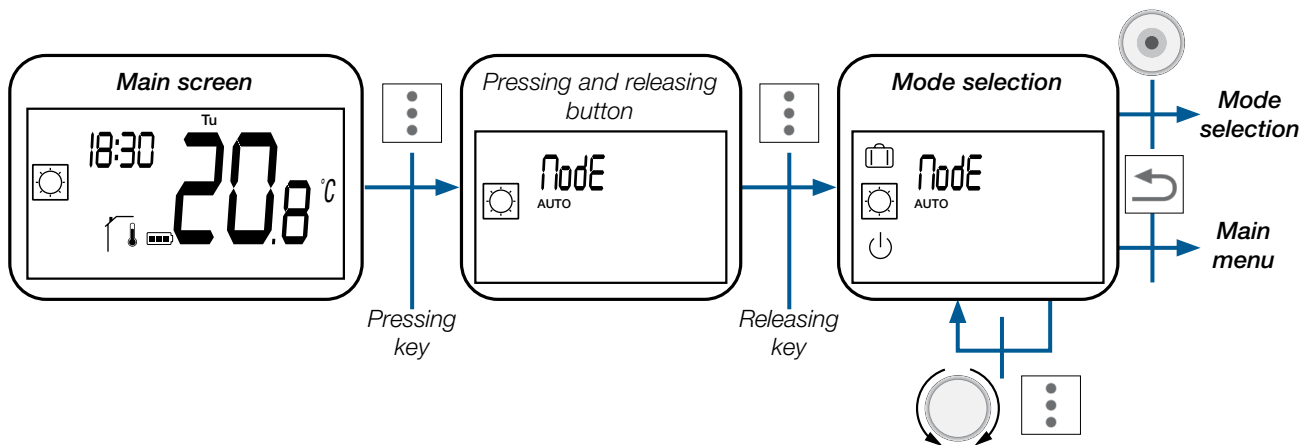 Main screen
Tu
18:30
20.8 °C
Pressing key
Pressing and releasing
button
ModE
AUTO
Releasing
key
Mode selection
ModE
AUTO
Mode
selection
Main
menu